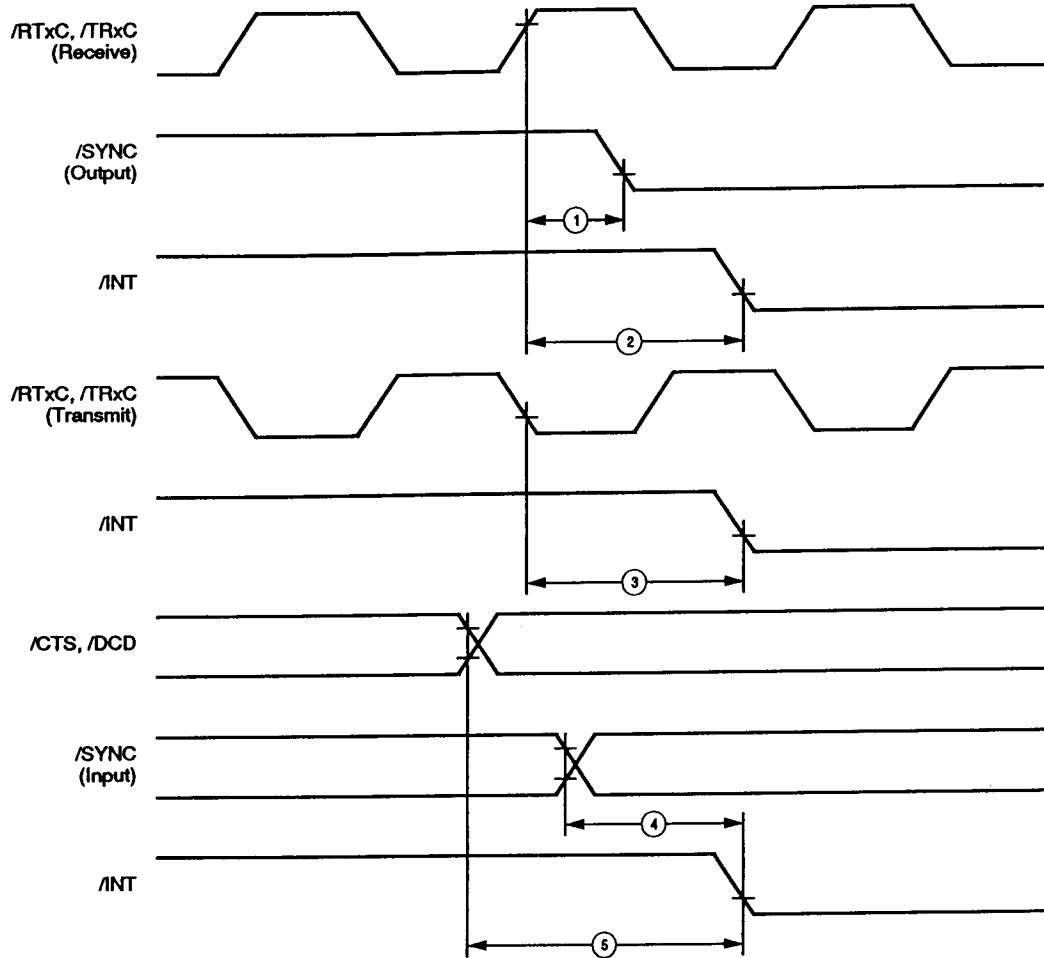 /RTxC, /TRxC
(Receive)
/SYNC
(Output)
1
/INT
2
/RTxC, /TRxC
(Transmit)
/INT
3
/CTS, /DCD
/SYNC
(Input)
4
/INT
5